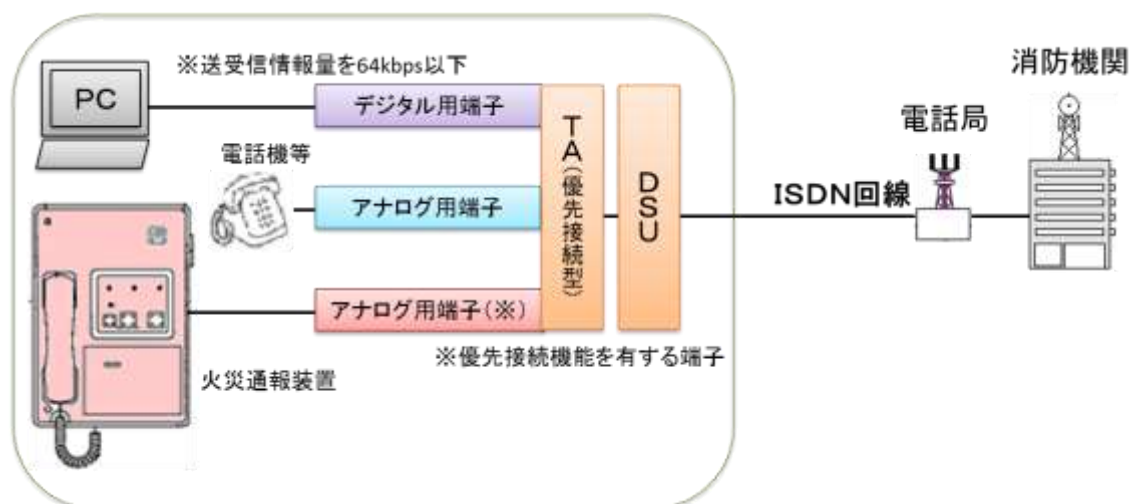 ※送受信情報量を64kbps以下
消防機関
PC
デジタル用端子
電話局
電話機等
TA(優先接続型)
DSU
アナログ用端子
ISDN回線
アナログ用端子(※)
※優先接続機能を有する端子
火災通報装置